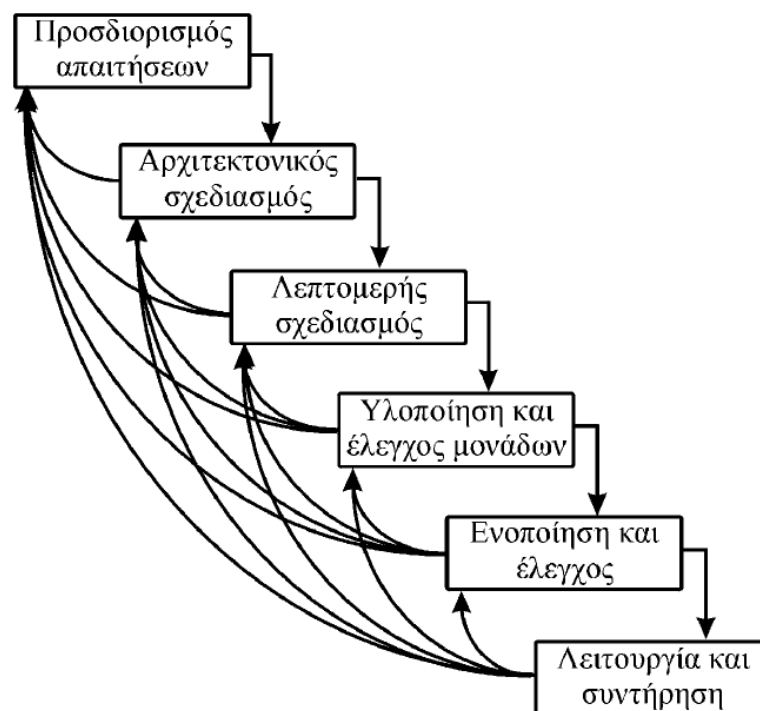 Προσδιορισμός
απαιτήσεων
Αρχιτεκτονικός
σχεδιασμός
Λεπτομερής
σχεδιασμός
Υλοποίηση και
έλεγχος μονάδων
Ενοποίηση και
έλεγχος
Λειτουργία και
συντήρηση